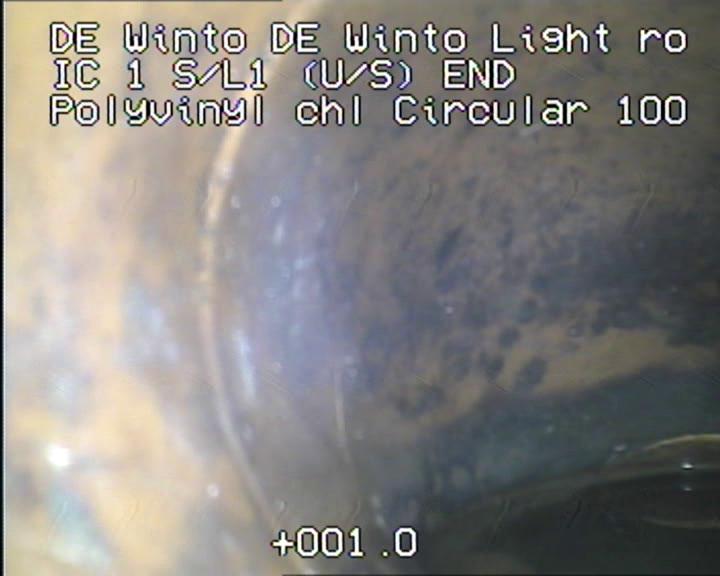 DE Winto DE Winto Light ro
IC 1 S/L1 (U/S) END
Polyvinyl chl Circular 100
+001.0